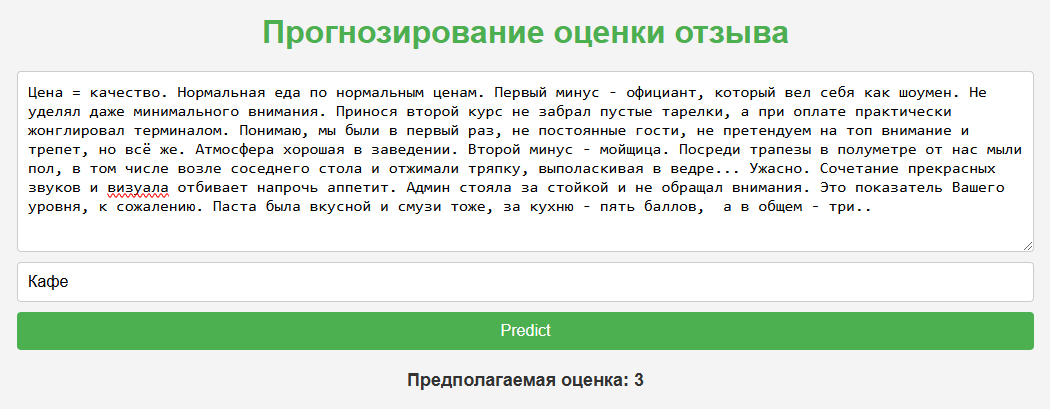 Прогнозирование оценки отзыва
Цена = качество. Нормальная еда по нормальным ценам. Первый минус - официант, который вел себя как шоумен. Не
уделял даже минимального внимания. Принося второй курс не забрал пустые тарелки, а при оплате практически
жонглировал терминалом. Понимаю, мы были в первый раз, не постоянные гости, не претендуем на топ внимание и
трепет, но всё же. Атмосфера хорошая в заведении. Второй минус - мойщица. Посреди трапезы в полуметре от нас мыли
пол, в том числе возле соседнего стола и отжимали тряпку, выполаскивая в ведре... Ужасно. Сочетание прекрасных
звуков и визуала отбивает напрочь аппетит. Админ стояла за стойкой и не обращал внимания. Это показатель Вашего
уровня, к сожалению. Паста была вкусной и смузи тоже, за кухню - пять баллов,  а в общем - три..
Кафе
Predict
Предполагаемая оценка: 3